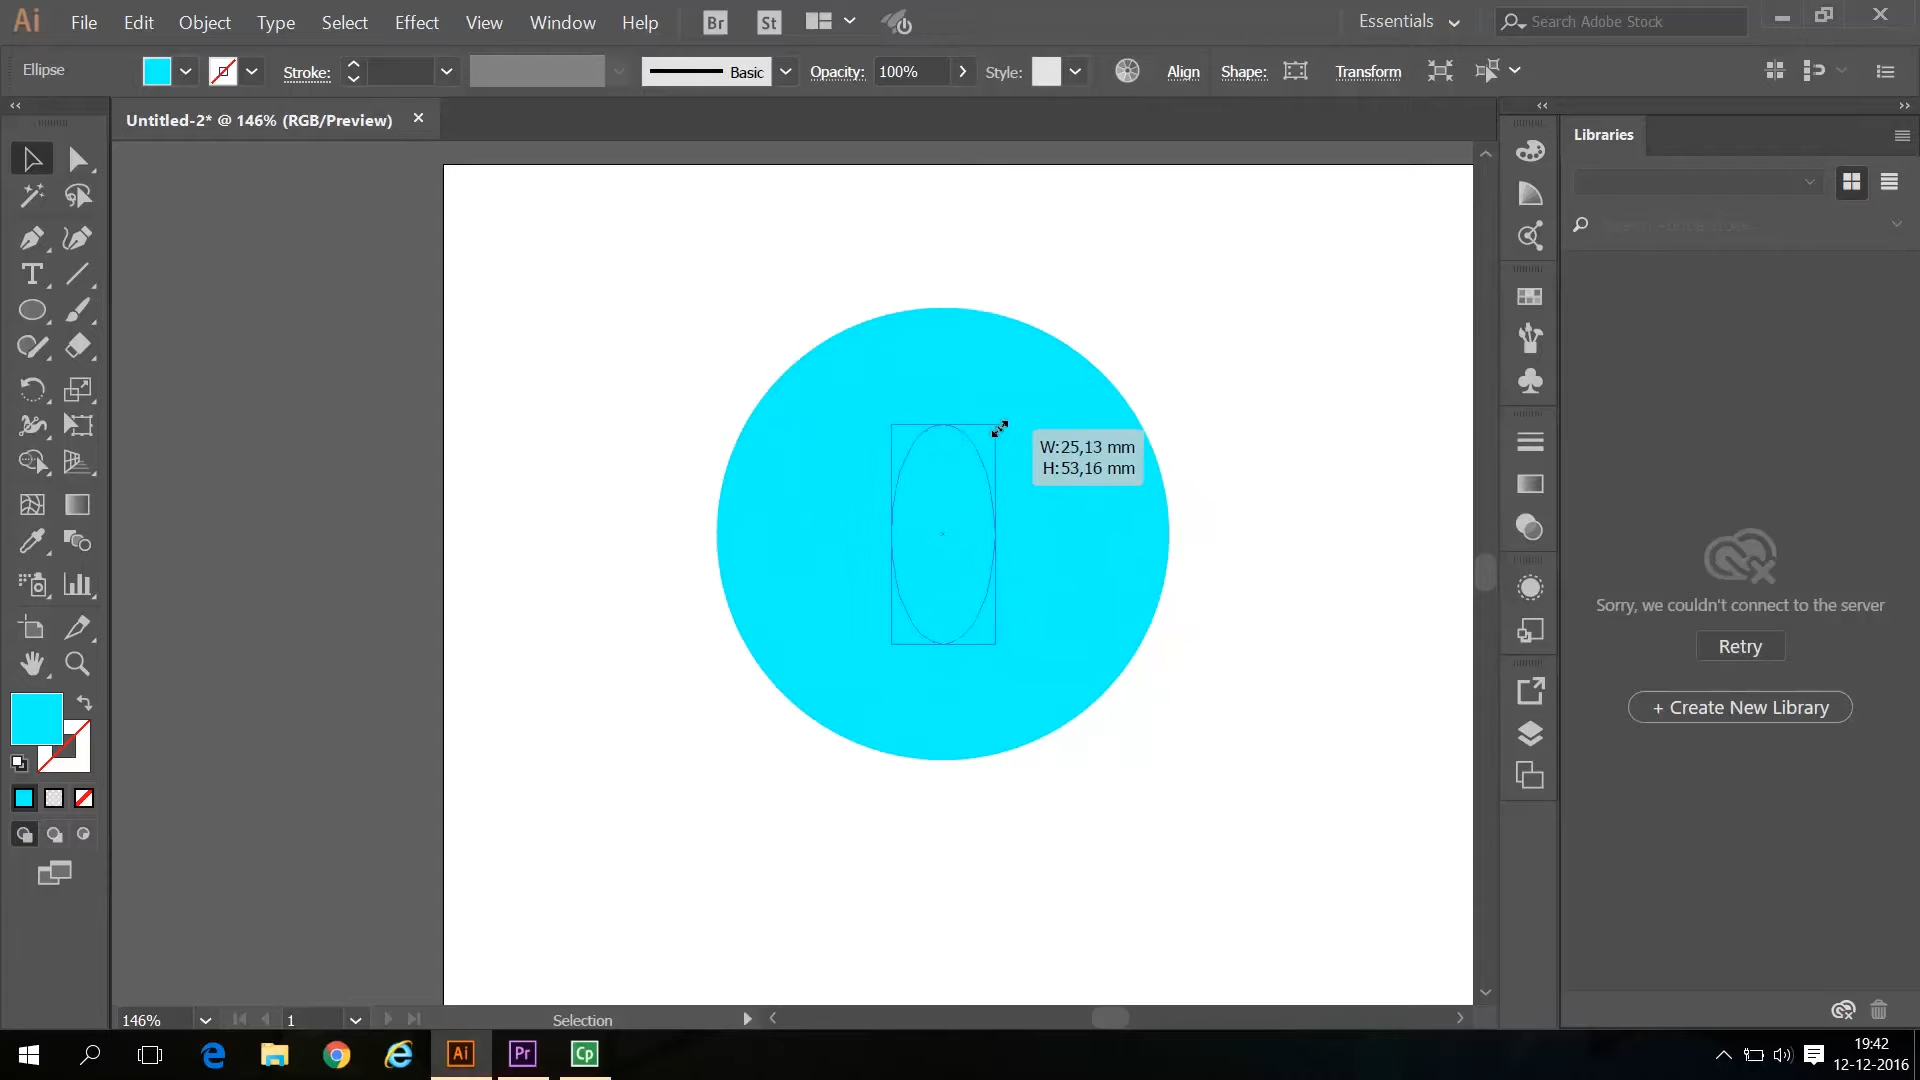 Ai File Edit Object Type Select Effect View Window Help Br St Essentials Search Adobe Stock
Ellipse Stroke: Basic Opacity: 100% Style: Align Shape: Transform
Untitled-2* @ 146% (RGB/Preview)
Libraries
W:25,13 mm
H:53,16 mm
Sorry, we couldn't connect to the server
Retry
+ Create New Library
146% 1 Selection
Ai Pr Cp
19:42
12-12-2016